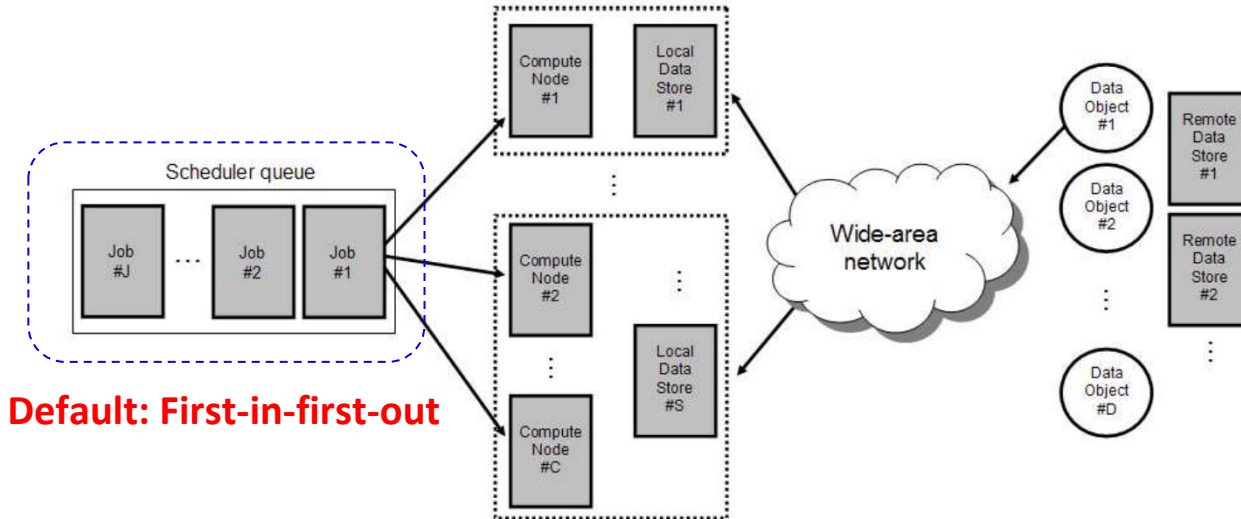 Scheduler queue
Job
#J
...
Job
#2
Job
#1
Default: First-in-first-out
Compute
Node
#1
Local
Data
Store
#1
...
Compute
Node
#2
...
Compute
Node
#C
...
Local
Data
Store
#S
Wide-area
network
Data
Object
#1
Data
Object
#2
...
Data
Object
#D
Remote
Data
Store
#1
Remote
Data
Store
#2
...